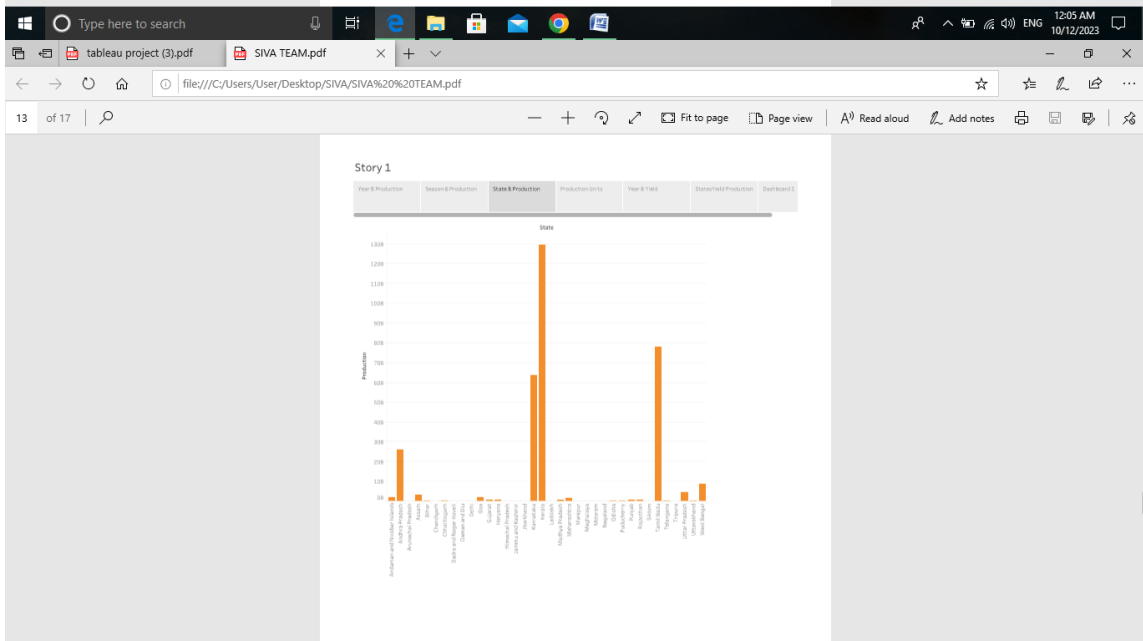 Type here to search
ENG
12:05 AM
10/12/2023
tableau project (3).pdf
SIVA TEAM.pdf
file:///C:/Users/User/Desktop/SIVA/SIVA%20%20TEAM.pdf
13 of 17
Fit to page
Page view
Read aloud
Add notes
Story 1
Year & Production
Season & Production
State & Production
Production Units
Year & Yield
States/Yield Production
Dashboard 1
State
Production
130B
120B
110B
100B
90B
80B
70B
60B
50B
40B
30B
20B
10B
0B
Andaman and Nicobar Islands
Andhra Pradesh
Arunachal Pradesh
Assam
Bihar
Chandigarh
Chhattisgarh
Dadra and Nagar Haveli
Daman and Diu
Delhi
Goa
Gujarat
Haryana
Himachal Pradesh
Jammu and Kashmir
Jharkhand
Karnataka
Kerala
Ladakh
Madhya Pradesh
Maharashtra
Manipur
Meghalaya
Mizoram
Nagaland
Odisha
Puducherry
Punjab
Rajasthan
Sikkim
Tamil Nadu
Telangana
Tripura
Uttar Pradesh
Uttarakhand
West Bengal